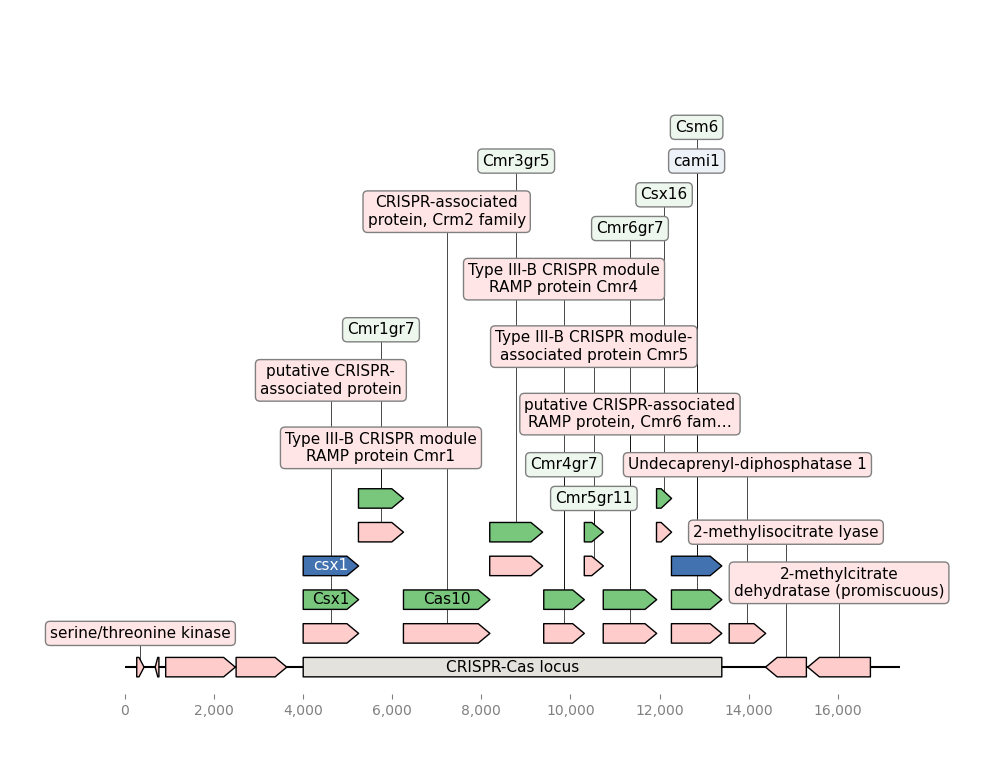 Csm6
Cmr3gr5
cami1
Csx16
CRISPR-associated
protein, Crm2 family
Cmr6gr7
Type III-B CRISPR module
RAMP protein Cmr4
Cmr1gr7
Type III-B CRISPR module-
associated protein Cmr5
putative CRISPR-
associated protein
putative CRISPR-associated
RAMP protein, Cmr6 fam…
Type III-B CRISPR module
RAMP protein Cmr1
Cmr4gr7
Undecaprenyl-diphosphatase 1
Cmr5gr11
2-methylisocitrate lyase
csx1
2-methylcitrate
dehydratase (promiscuous)
Csx1
Cas10
serine/threonine kinase
CRISPR-Cas locus
0 2,000 4,000 6,000 8,000 10,000 12,000 14,000 16,000